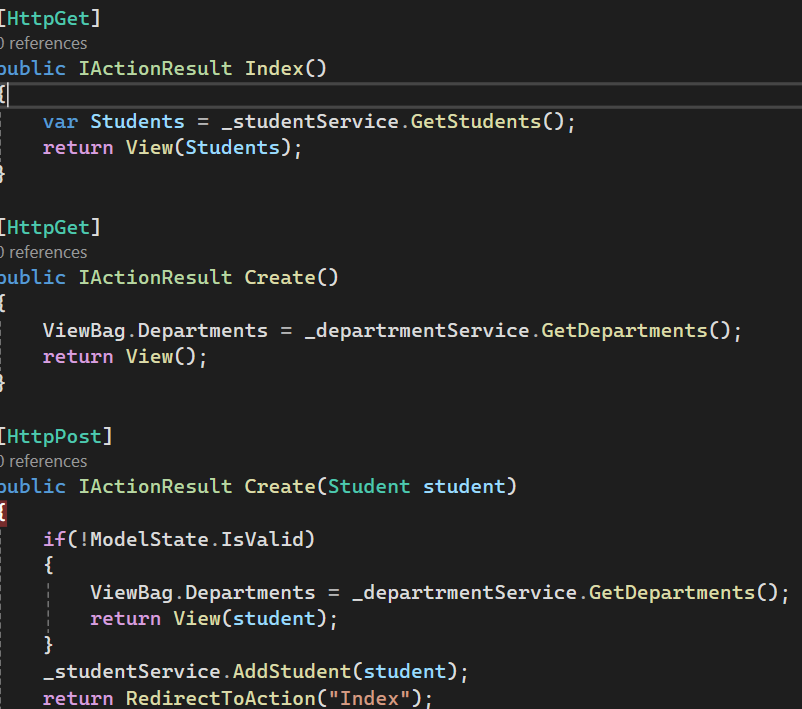 [HttpGet]
0 references
public IActionResult Index()
{
var Students = _studentService.GetStudents();
return View(Students);
}
[HttpGet]
0 references
public IActionResult Create()
{
ViewBag.Departments = _departrmentService.GetDepartments();
return View();
}
[HttpPost]
0 references
public IActionResult Create(Student student)
{
if(!ModelState.IsValid)
{
ViewBag.Departments = _departrmentService.GetDepartments();
return View(student);
}
_studentService.AddStudent(student);
return RedirectToAction("Index");